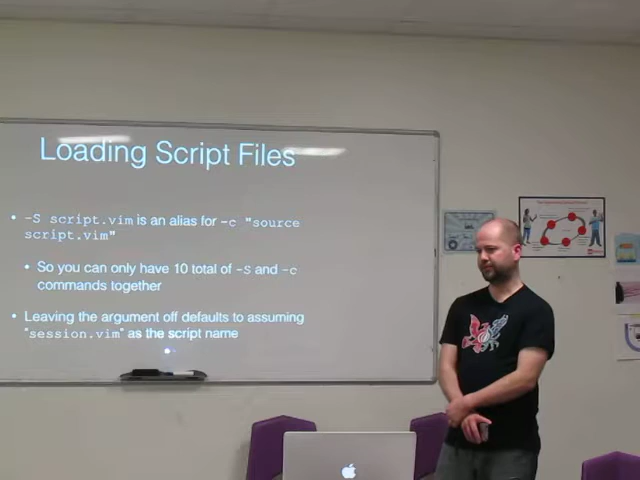 Loading Script Files
• -S script.vim is an alias for -c "source
script.vim"
• So you can only have 10 total of -S and -c
commands together
• Leaving the argument off defaults to assuming
"session.vim" as the script name